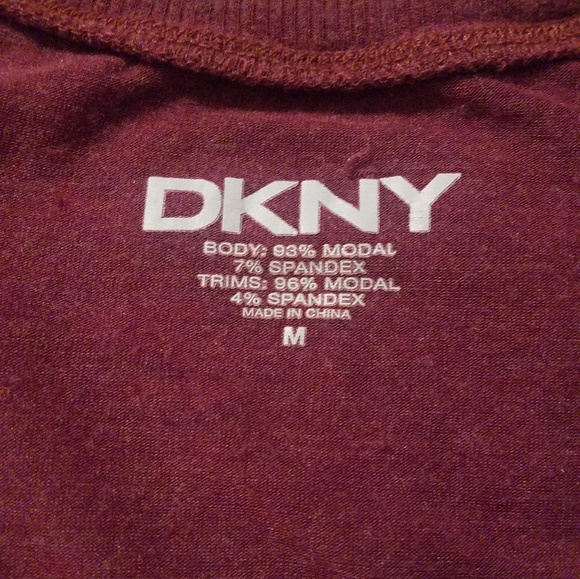 DKNY
BODY: 93% MODAL
7% SPANDEX
TRIMS: 96% MODAL
4% SPANDEX
MADE IN CHINA
M